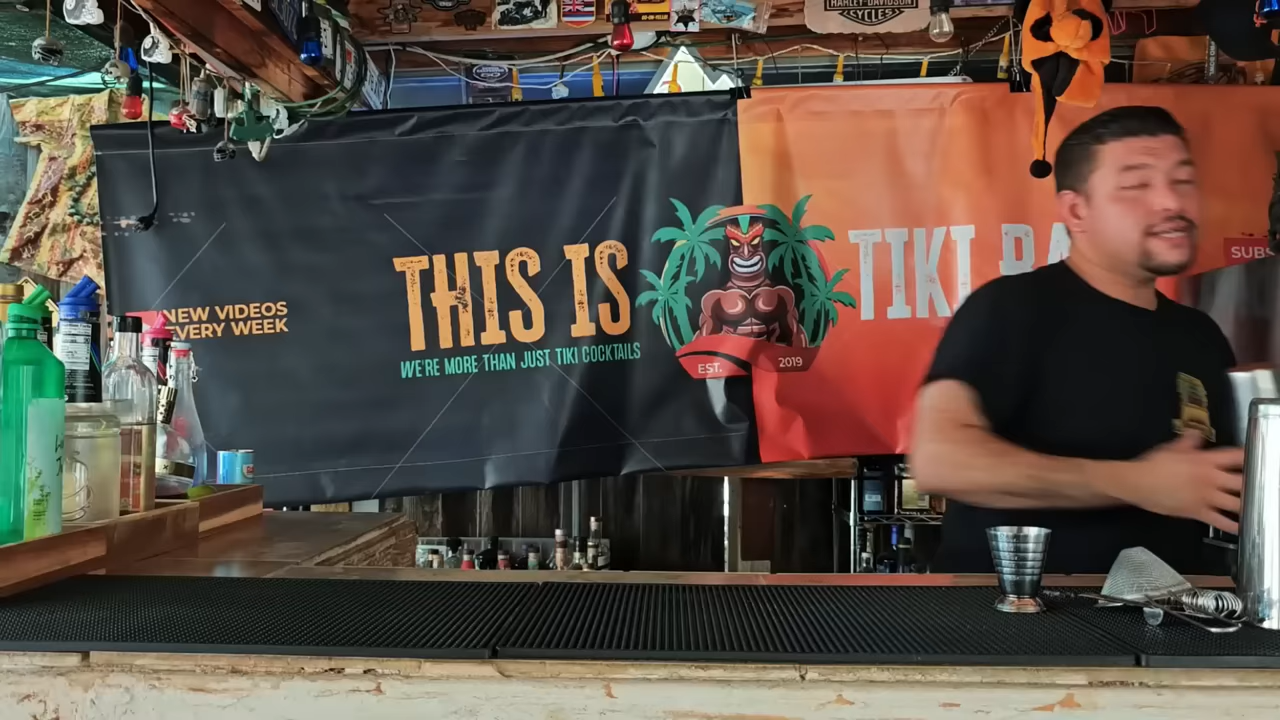 HARLEY-DAVIDSON
CYCLES
NEW VIDEOS
EVERY WEEK
THIS IS
WE'RE MORE THAN JUST TIKI COCKTAILS
EST.
2019
TIKI BA
SUBS